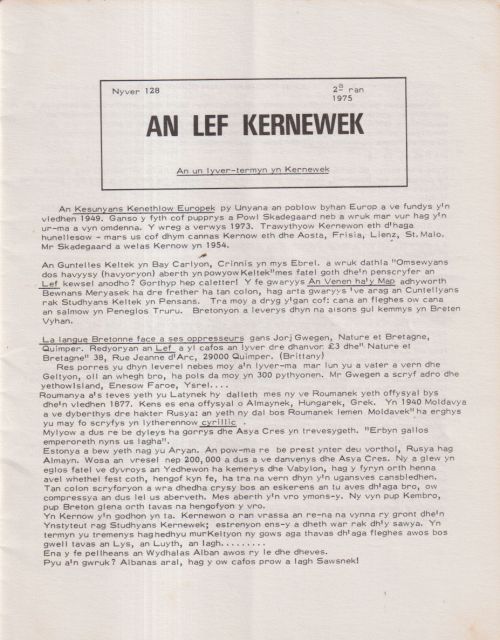 Nyver 128
2a ran
1975
AN LEF KERNEWEK
An un lyver-termyn yn Kernewek
An Kesunyans Kenethlow Europek py Unyana an poblow byhan Europ a ve fundys y'n
vledhen 1949. Ganso y fyth cof pupprys a Powl Skadegaard neb a wruk mar vur hag y'n
ur-ma a vyn omdenna. Y wreg a verwys 1973. Trawythyow Kernewon eth d'haga
hunellesow - mars us cof dhym cannas Kernow eth dhe Aosta, Frisia, Lienz, St. Malo.
Mr Skadegaard a welas Kernow yn 1954.
An Guntelles Keltek yn Bay Carlyon, Crinnis yn mys Ebrel. a wruk dathla "Omsewyans
dos havyysy (havyoryon) aberth yn powyow Keltek" mes fatel goth dhe'n penscryfer an
Lef kewsel anodho? Gorthyp hep caletter! Y fe gwaryys An Venen ha'y Map adhyworth
Bewnans Meryasek ha dre frether ha tan colon, hag arta gwaryys 've arag an Cuntellyans
rak Studhyans Keltek yn Pensans. Tra moy a dryg y'gan cof: cana an fleghes ow cana
an salmow yn Peneglos Truru. Bretonyon a leverys dhyn na alsons gul kemmys yn Breten
Vyhan.
La langue Bretonne face a ses oppresseurs gans Jorj Gwegen, Nature et Bretagne,
Quimper. Redyoryan an Lef a yl cafos an lyver dre dhanvon £3 dhe" Nature et
Bretagne" 38, Rue Jeanne d'Arc, 29000 Quimper. (Brittany)
Res porres yu dhyn leverel nebes moy a'n lyver-ma mar lun yu a vater a vern dhe
Geltyon, oll an whegh bro, ha pols da moy on 300 pythyonen. Mr Gwegen a scryf adro dhe
yethowIsland, Enesow Faroe, Ysrel....
Roumanya a's teves yeth yu Latynek hy dalleth mes ny ve Roumanek yeth offysyal bys
dhe'n vledhen 1877. Kens es ena offysyal o Almaynek, Hungarek, Grek. Yn 1940 Moldavya
a ve dyberthys dre hakter Rusya: an yeth ny dal bos Roumanek lemen Moldavek" ha erghys
yu may fo scryfys yn lytherennow cyrillic .
Mylyow a dus re be dyleys ha gorrys dhe Asya Cres yn trevesygeth. "Erbyn gallos
emperoreth nyns us lagha".
Estonya a bew yeth nag yu Aryan. An pow-ma re be prest ynter deu vorthol, Rusya hag
Almayn. Wosa an vresel nep 200,000 a dus a ve danvenys dhe Asya Cres. Ny a glew yn
eglos fatel ve dyvroys an Yedhewon ha kemerys dhe Vabylon, hag y fyryn orth henna
avel whethel fest coth, hengof kyn fe, ha tra na vern dhyn y'n ugansves cansbledhen.
Tan colon scryforyon a wra dhedha crysy bos an eskerens an tu aves dh'aga bro, ow
compressya an dus lel us aberveth. Mes aberth y'n vro ymons-y. Ny vyn pup Kembro,
pup Breton glena orth tavas na hengofyon y vro.
Yn Kernow y'n godhon yn ta. Kernewon o ran vrassa an re-na na vynna ry gront dhe'n
Ynstyteut rag Studhyans Kernewek; estrenyon ens-y a dheth war rak dh'y sawya. Yn
termyn yu tremenys hag hedhyu mur Keltyon ny gows aga thavas dh'aga fleghes awos bos
gwell tavas an Lys, an Luyth, an lagh.........
Ena y fe pellheans an Wydhalas Alban awos ry le dhe dheves.
Pyu a'n gwruk? Albanas aral, hag y ow cafos prow a lagh Sawsnek!